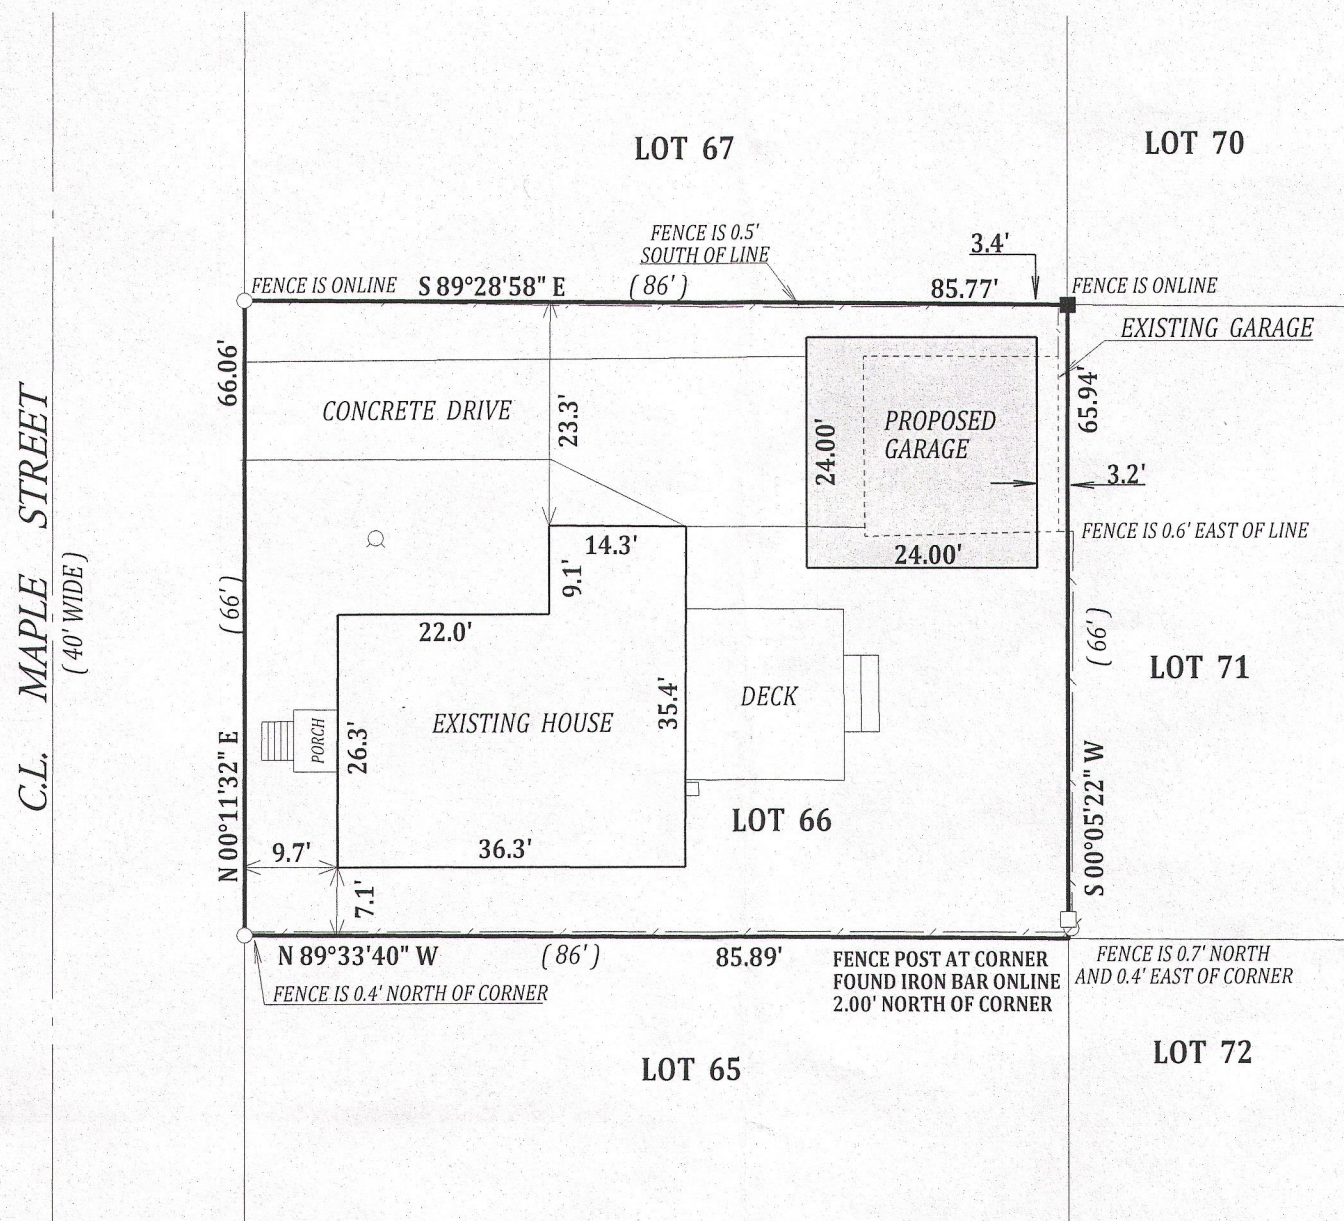 LOT 67
LOT 70
FENCE IS 0.5'
SOUTH OF LINE
3.4'
FENCE IS ONLINE
S 89°28'58" E
(86')
85.77'
FENCE IS ONLINE
EXISTING GARAGE
66.06'
CONCRETE DRIVE
23.3'
24.00'
PROPOSED
GARAGE
65.94'
3.2'
24.00'
FENCE IS 0.6' EAST OF LINE
C.L. MAPLE STREET
(40' WIDE)
(66')
14.3'
9.1'
22.0'
(66')
LOT 71
EXISTING HOUSE
35.4'
DECK
PORCH
26.3'
N 00°11'32" E
S 00°05'22" W
LOT 66
9.7'
36.3'
7.1'
N 89°33'40" W
(86')
85.89'
FENCE IS 0.4' NORTH OF CORNER
FENCE POST AT CORNER
FOUND IRON BAR ONLINE
2.00' NORTH OF CORNER
FENCE IS 0.7' NORTH
AND 0.4' EAST OF CORNER
LOT 65
LOT 72